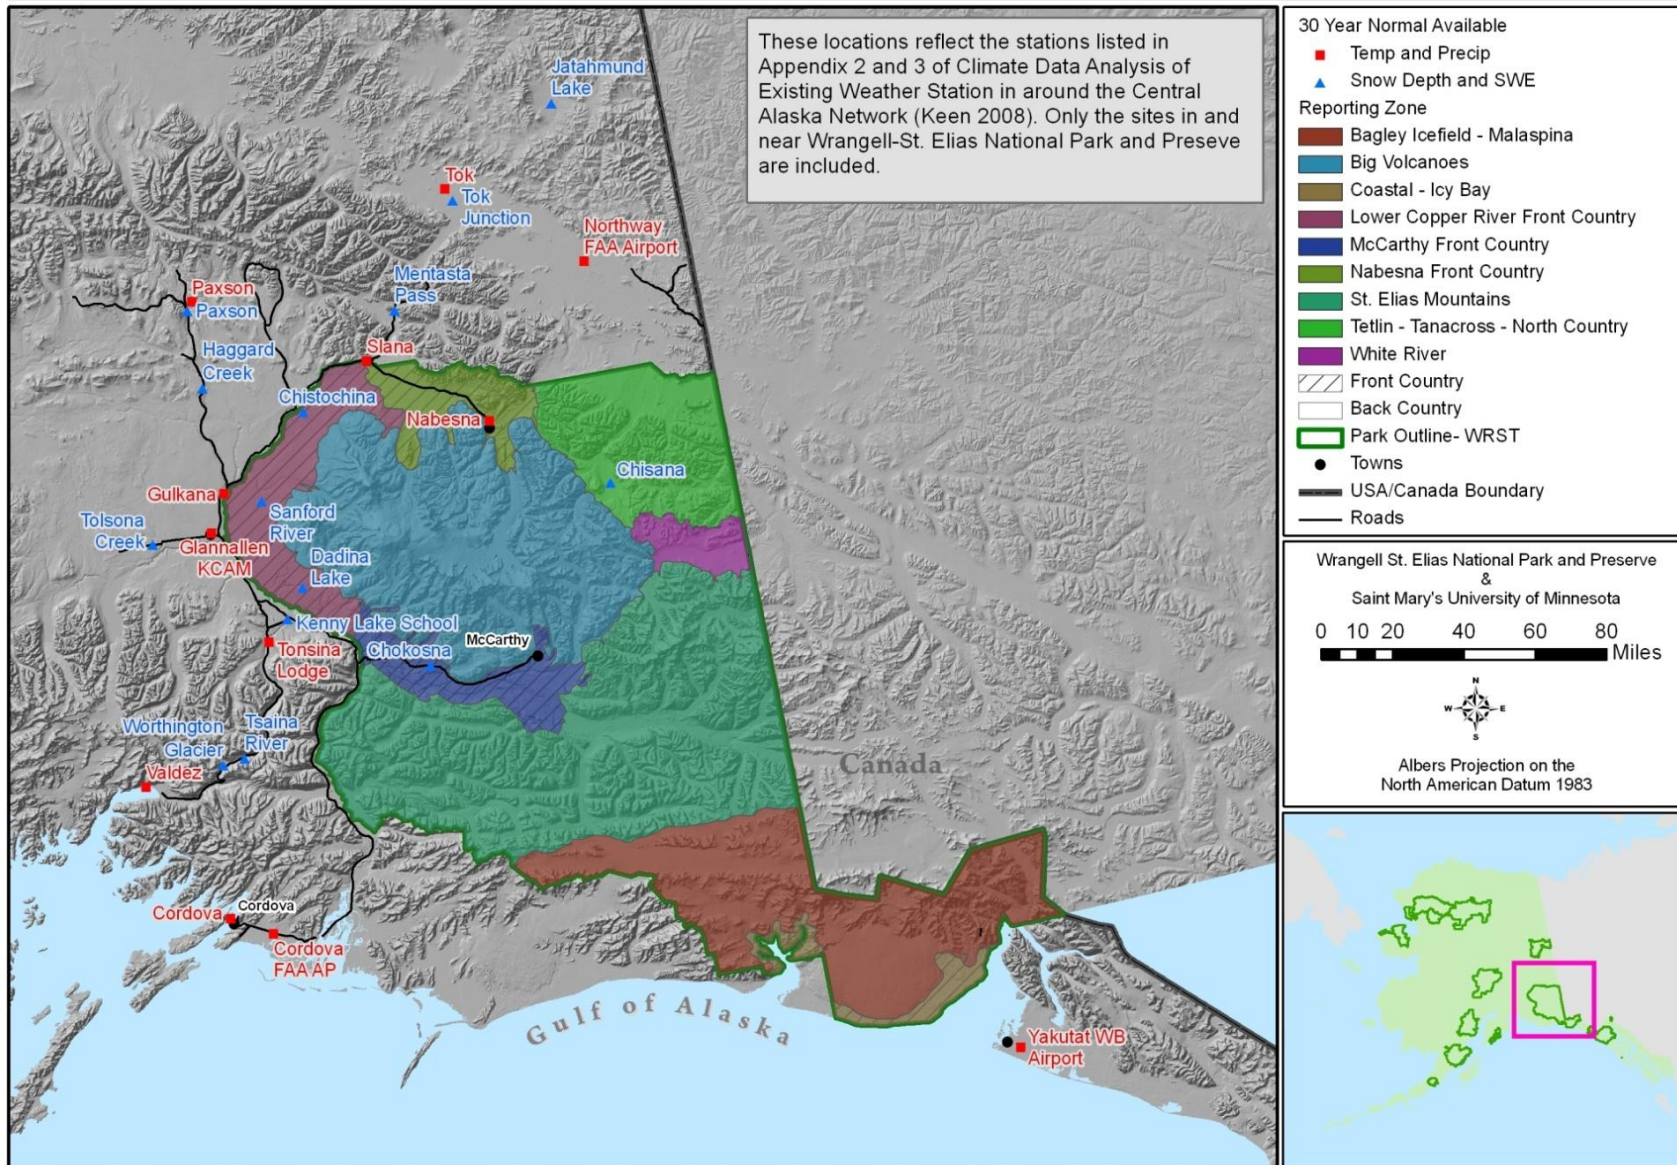 These locations reflect the stations listed in
Appendix 2 and 3 of Climate Data Analysis of
Existing Weather Station in around the Central
Alaska Network (Keen 2008). Only the sites in and
near Wrangell-St. Elias National Park and Preseve
are included.
Jatahmund
Lake
Tok
Tok
Junction
Northway
FAA Airport
Mentasta
Pass
Paxson
Paxson
Haggard
Creek
Slana
Chistochina
Nabesna
Chisana
Gulkana
Sanford
River
Tolsona
Creek
Glannallen
KCAM
Dadina
Lake
Kenny Lake School
McCarthy
Tonsina
Lodge
Chokosna
Worthington
Glacier
Tsaina
River
Valdez
Canada
Cordova
Cordova
Cordova
FAA AP
Gulf of Alaska
Yakutat WB
Airport
30 Year Normal Available
Temp and Precip
Snow Depth and SWE
Reporting Zone
Bagley Icefield - Malaspina
Big Volcanoes
Coastal - Icy Bay
Lower Copper River Front Country
McCarthy Front Country
Nabesna Front Country
St. Elias Mountains
Tetlin - Tanacross - North Country
White River
Front Country
Back Country
Park Outline- WRST
Towns
USA/Canada Boundary
Roads
Wrangell St. Elias National Park and Preserve
&
Saint Mary's University of Minnesota
0 10 20 40 60 80
Miles
N
W E
S
Albers Projection on the
North American Datum 1983